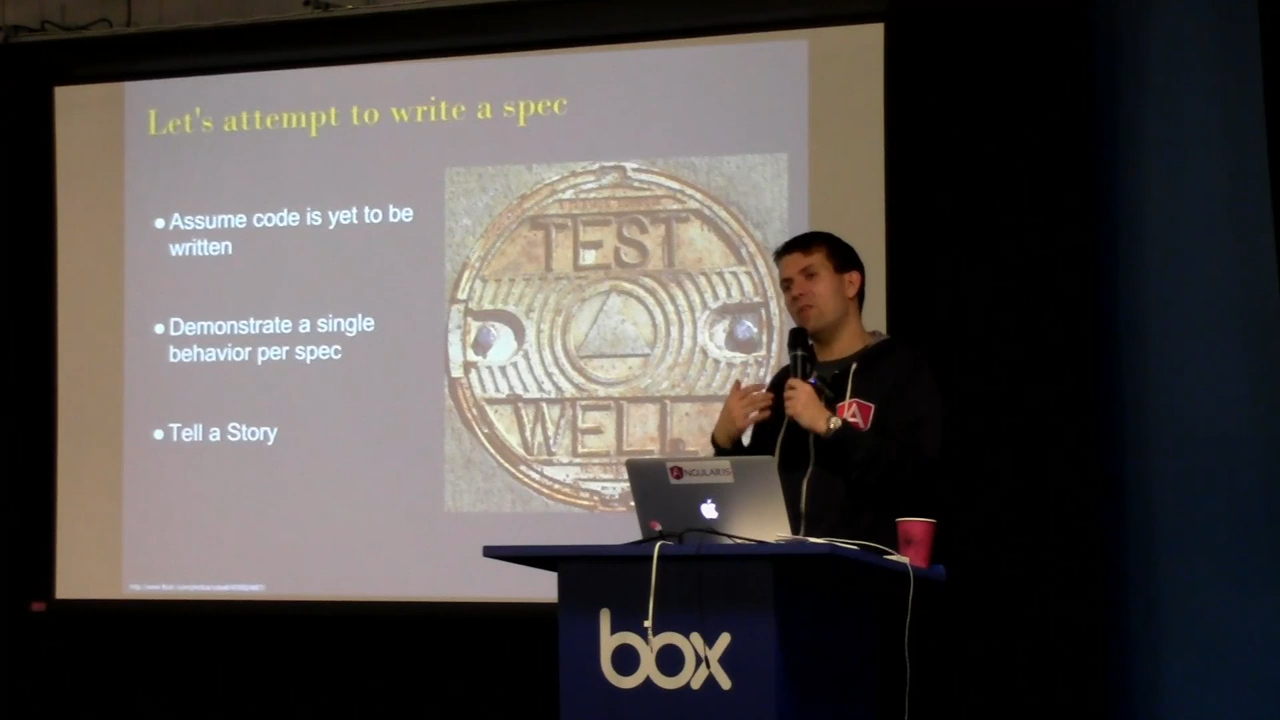 Let's attempt to write a spec
Assume code is yet to be
written
Demonstrate a single
behavior per spec
Tell a Story
TEST
WELL
ANGULARJS
box